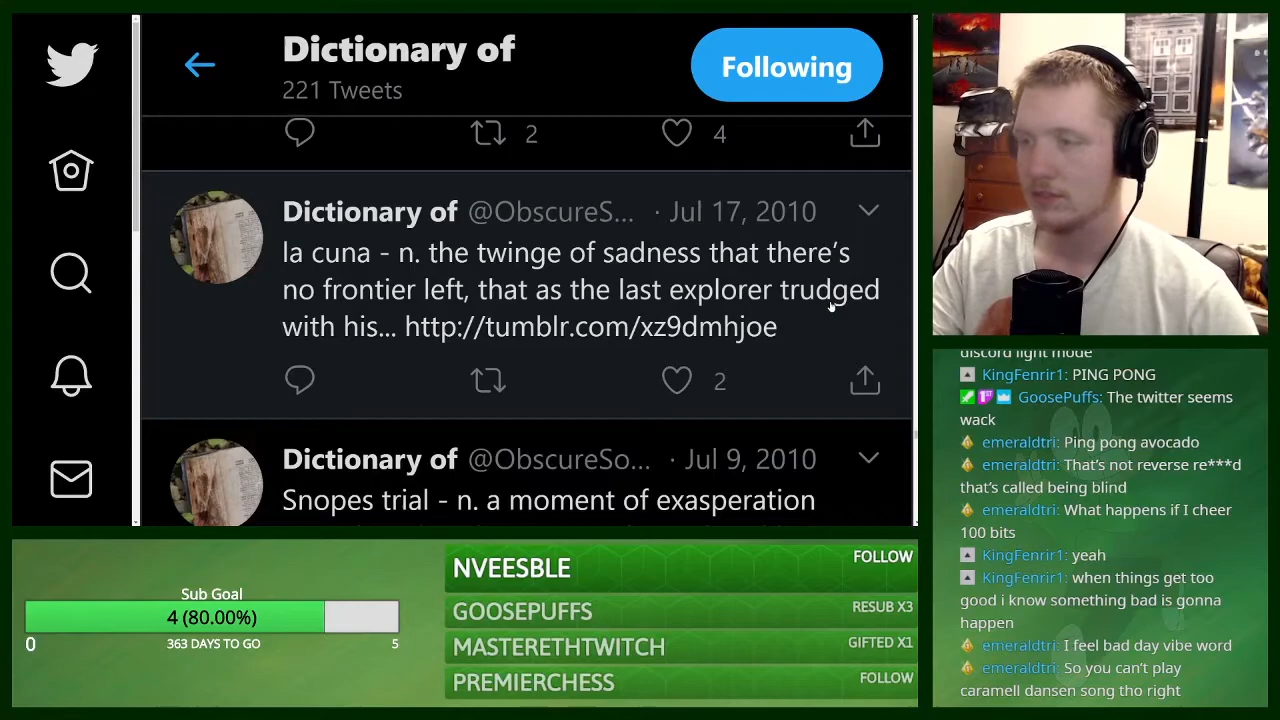 Dictionary of
221 Tweets
Following
2
4
Dictionary of @ObscureS... · Jul 17, 2010
la cuna - n. the twinge of sadness that there's
no frontier left, that as the last explorer trudged
with his... http://tumblr.com/xz9dmhjoe
2
Dictionary of @ObscureSo... · Jul 9, 2010
Snopes trial - n. a moment of exasperation
Sub Goal
4 (80.00%)
0
363 DAYS TO GO
5
NVEESBLE FOLLOW
GOOSEPUFFS RESUB X3
MASTERETHTWITCH GIFTED X1
PREMIERCHESS FOLLOW
discord light mode
KingFenrir1: PING PONG
GoosePuffs: The twitter seems
wack
emeraldtri: Ping pong avocado
emeraldtri: That's not reverse re***d
that's called being blind
emeraldtri: What happens if I cheer
100 bits
KingFenrir1: yeah
KingFenrir1: when things get too
good i know something bad is gonna
happen
emeraldtri: I feel bad day vibe word
emeraldtri: So you can't play
caramell dansen song tho right